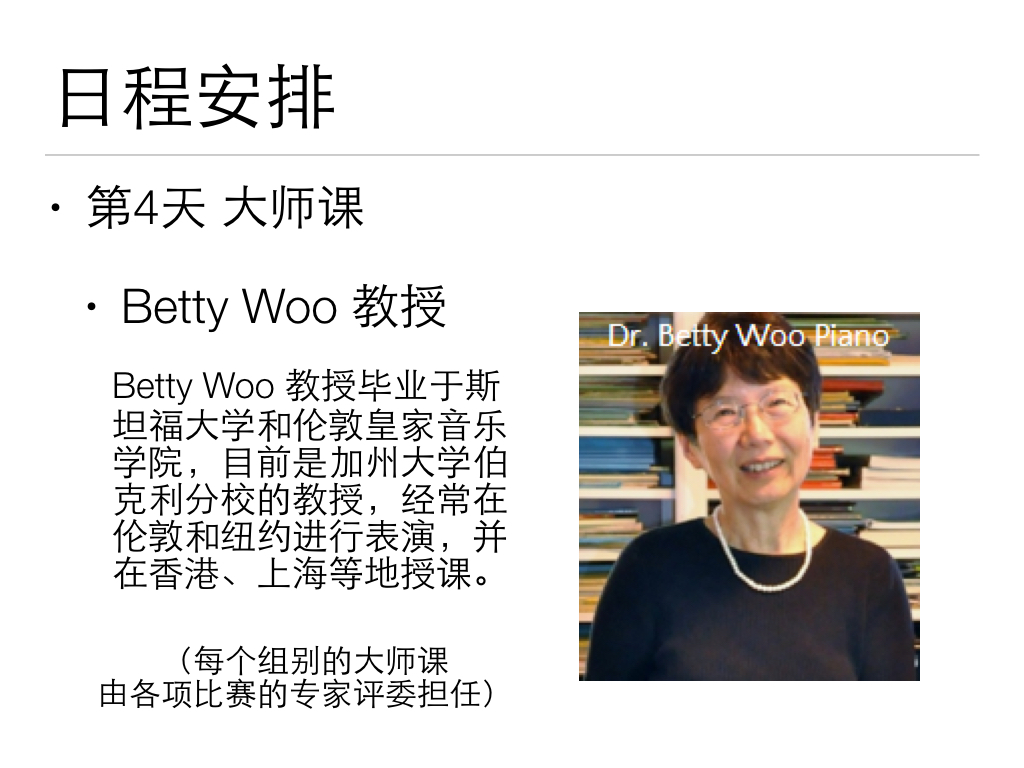 日程安排
• 第4天 大师课
• Betty Woo 教授
Betty Woo 教授毕业于斯
坦福大学和伦敦皇家音乐
学院，目前是加州大学伯
克利分校的教授，经常在
伦敦和纽约进行表演，并
在香港、上海等地授课。
（每个组别的大师课
由各项比赛的专家评委担任）
Dr. Betty Woo Piano